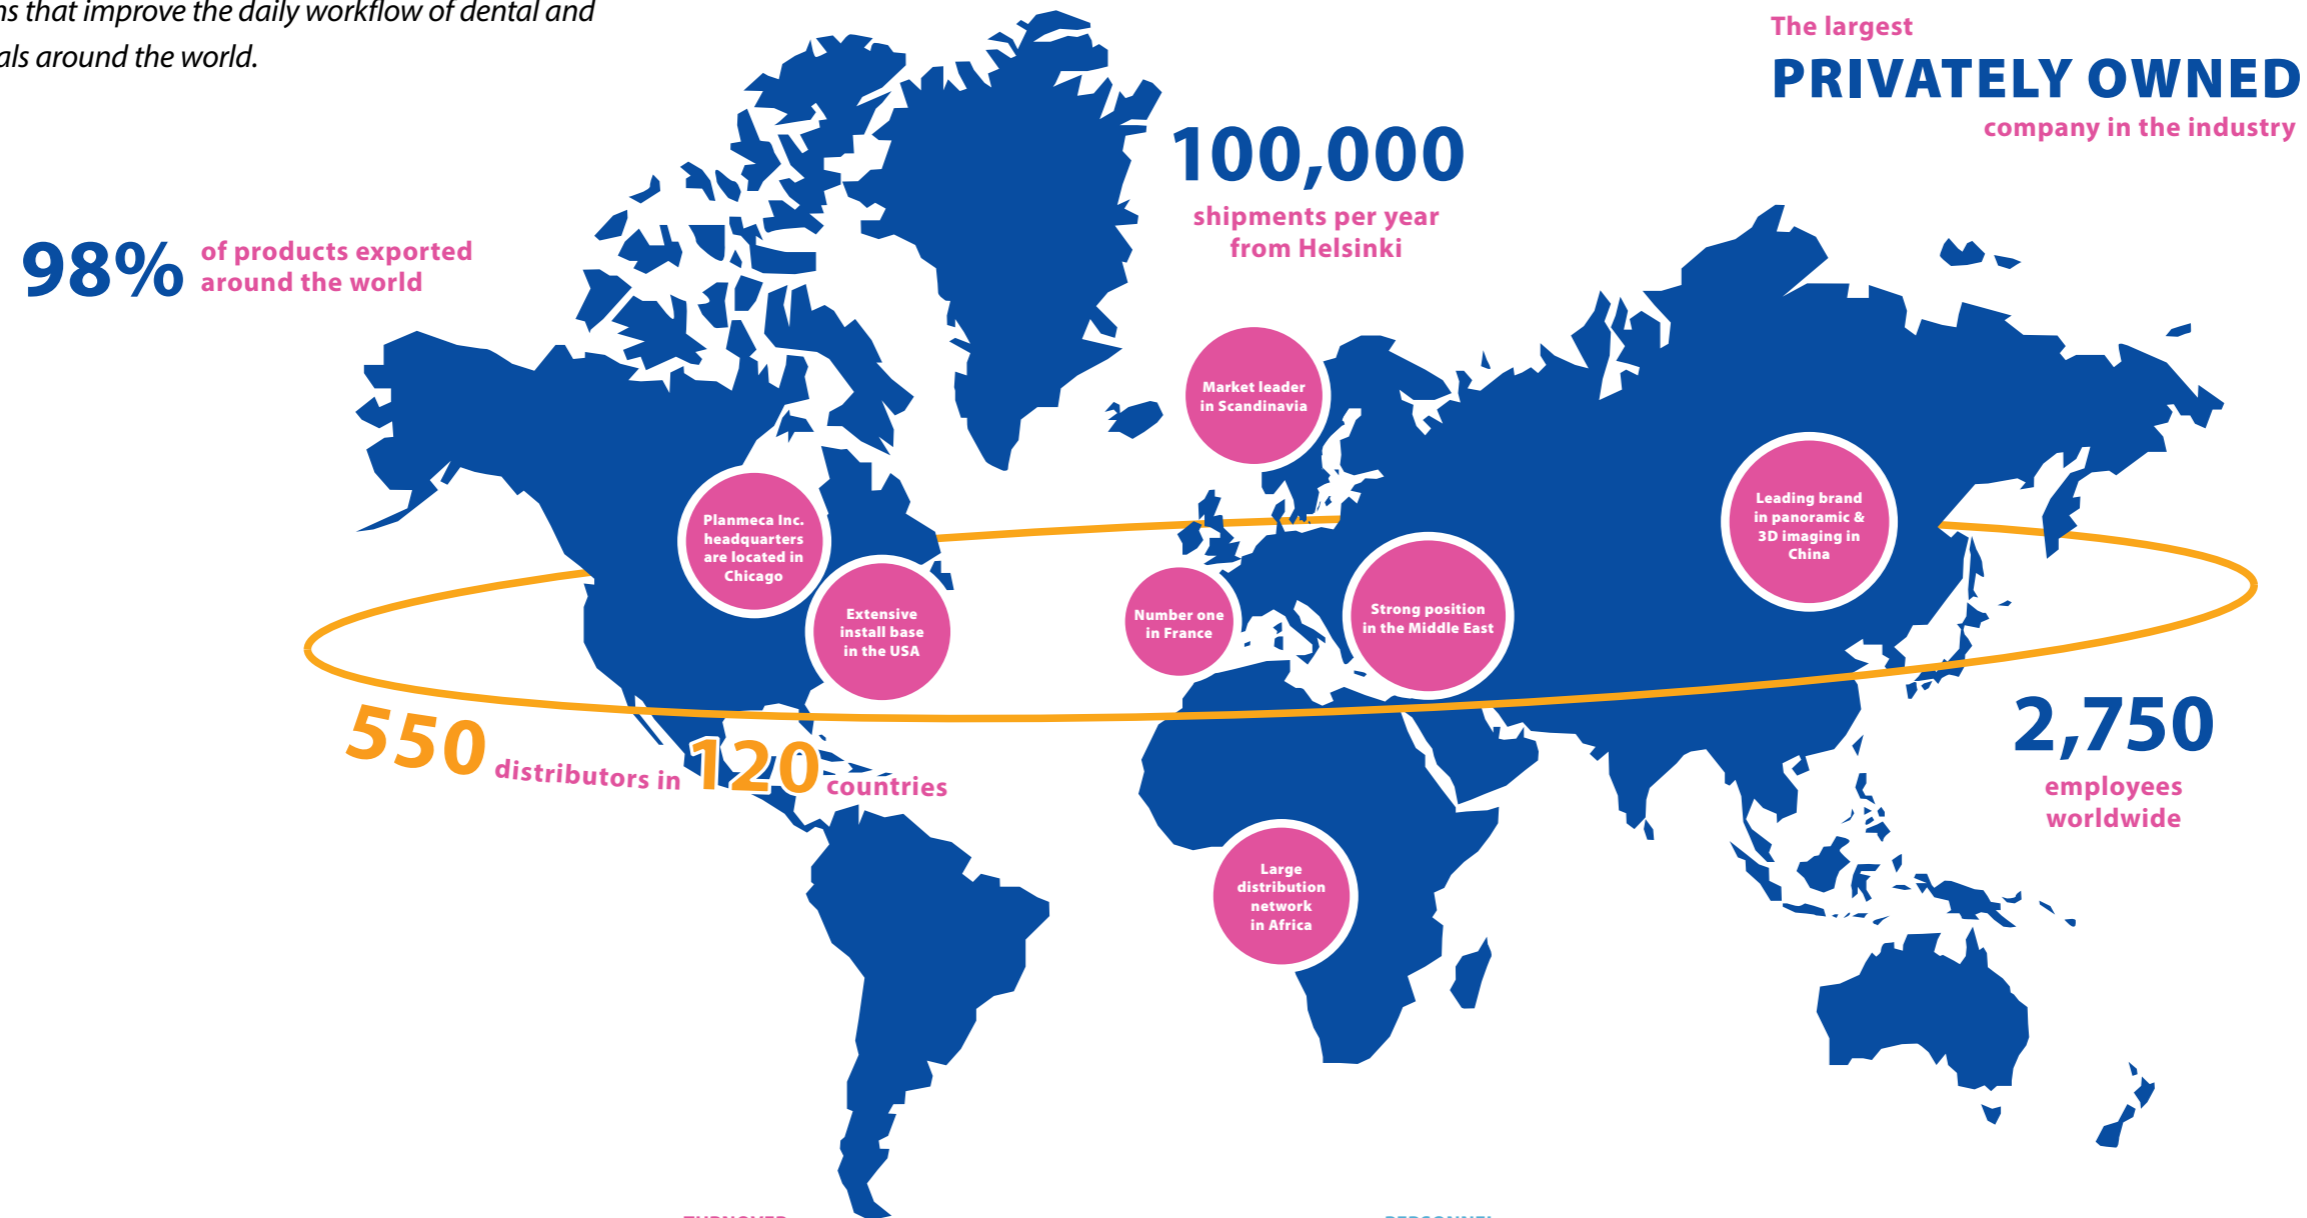 ns that improve the daily workflow of dental and
als around the world.
The largest
PRIVATELY OWNED
company in the industry
100,000
shipments per year
from Helsinki
98%
of products exported
around the world
Market leader
in Scandinavia
Planmeca Inc.
headquarters
are located in
Chicago
Leading brand
in panoramic &
3D imaging in
China
Extensive
install base
in the USA
Number one
in France
Strong position
in the Middle East
550 distributors in 120 countries
2,750
employees
worldwide
Large
distribution
network
in Africa
TURNOVER
PERSONNEL